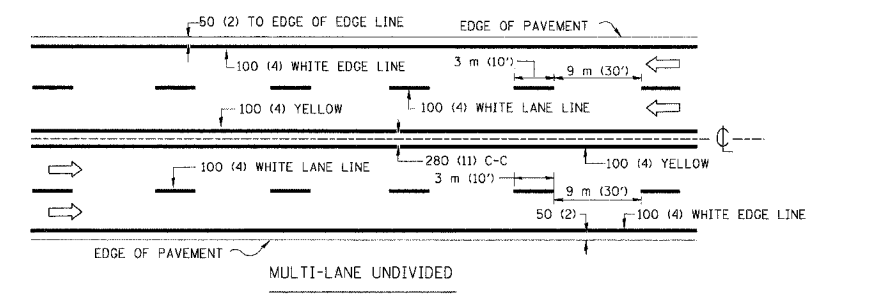 50 (2) TO EDGE OF EDGE LINE
EDGE OF PAVEMENT
100 (4) WHITE EDGE LINE
3 m (10')
9 m (30')
100 (4) YELLOW
100 (4) WHITE LANE LINE
100 (4) WHITE LANE LINE
280 (11) C-C
100 (4) YELLOW
3 m (10')
9 m (30')
50 (2)
100 (4) WHITE EDGE LINE
EDGE OF PAVEMENT
MULTI-LANE UNDIVIDED